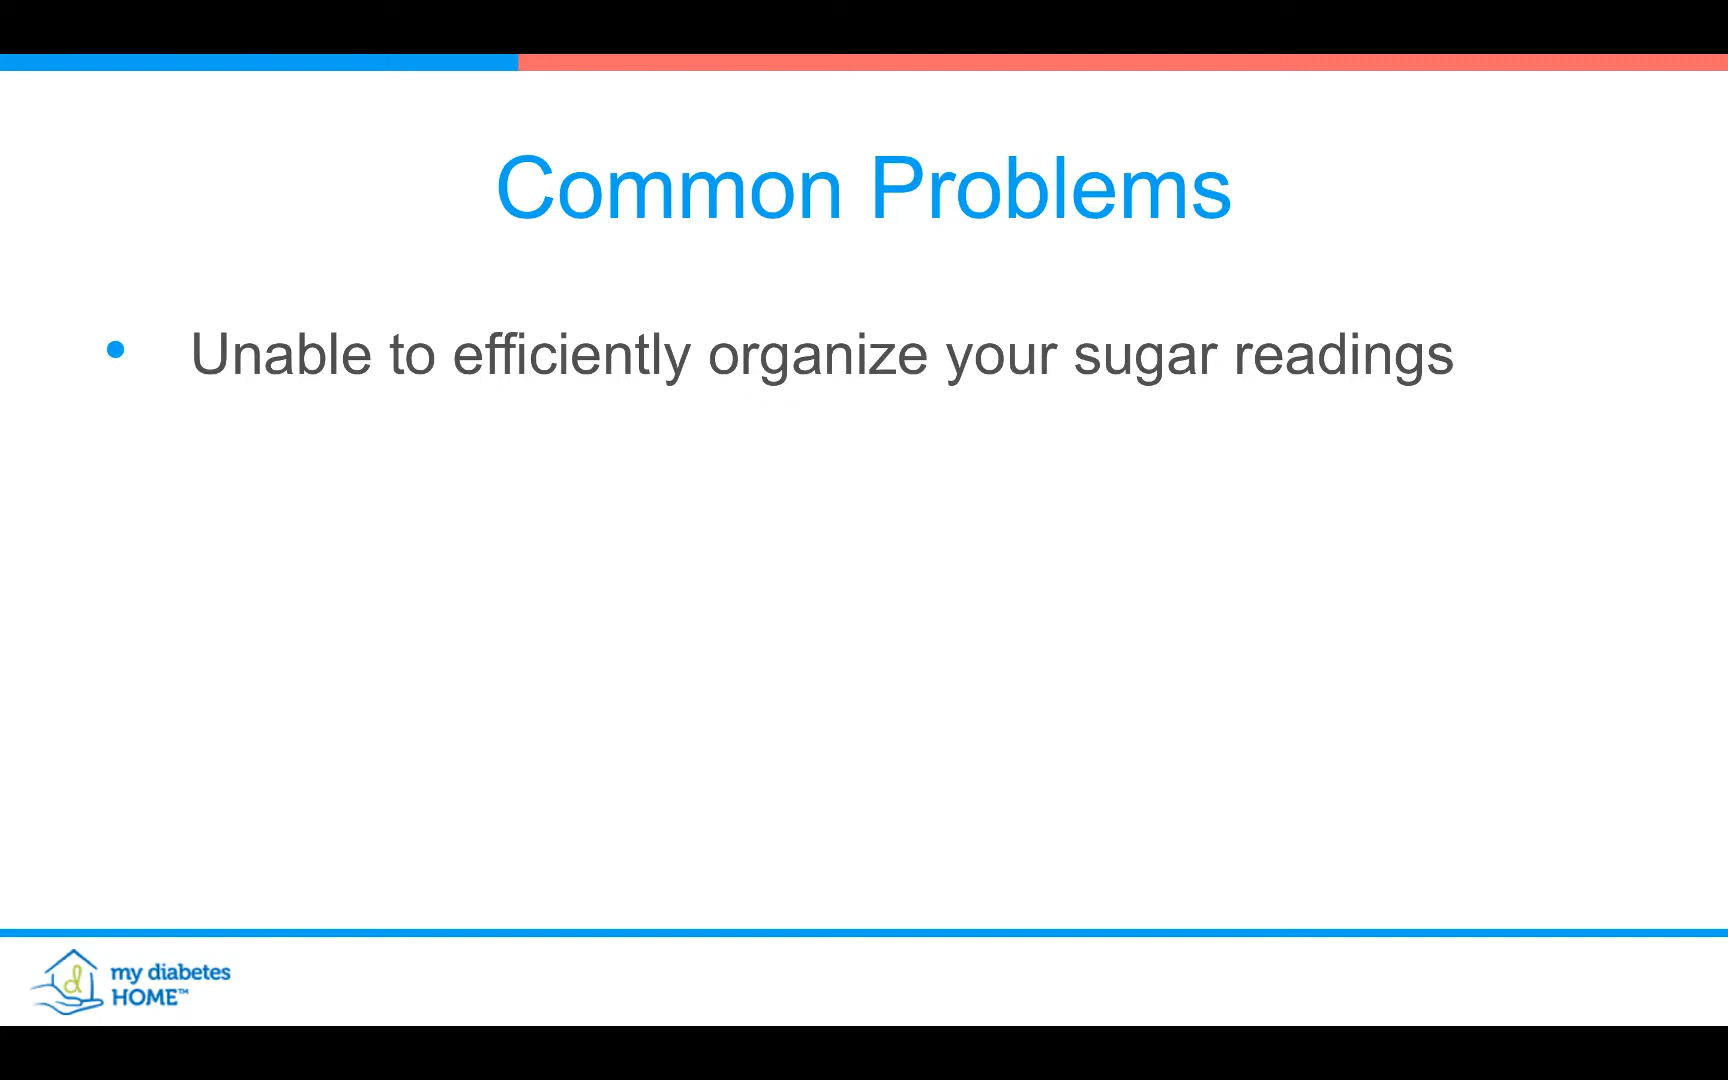 Common Problems
• Unable to efficiently organize your sugar readings
my diabetes
HOME™